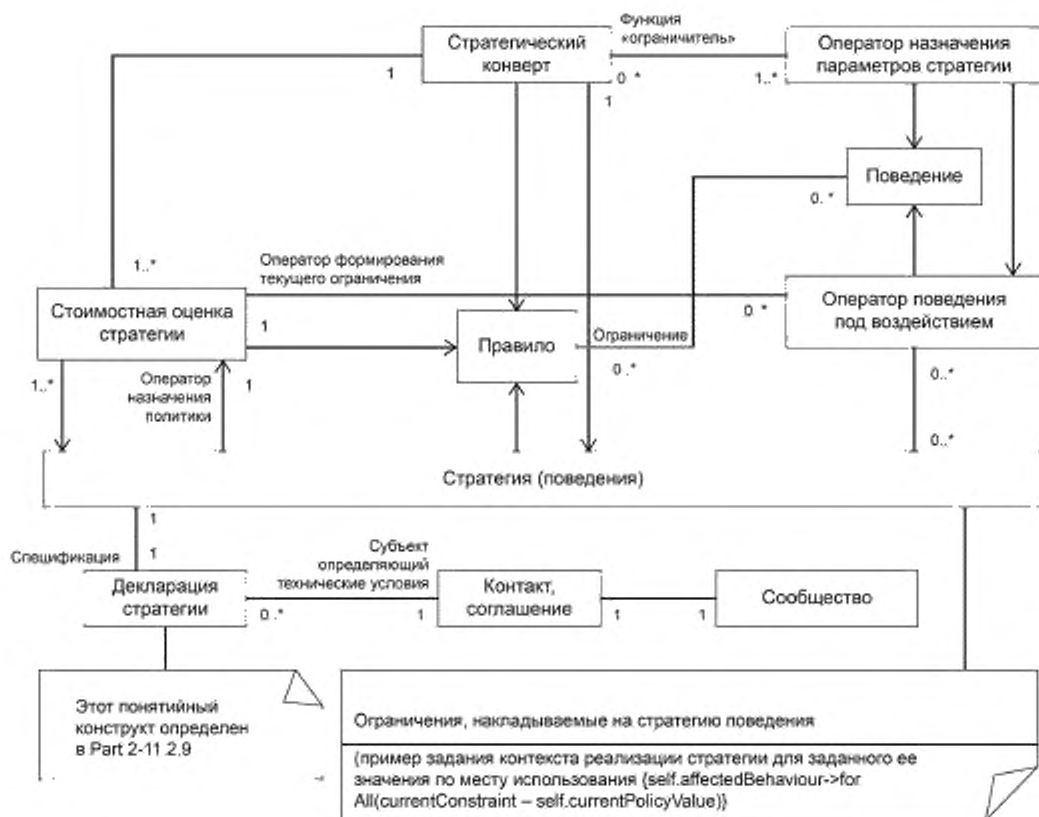 Стратегический
конверт
Функция
«ограничитель»
Оператор назначения
параметров стратегии
1
0 *
1
1..*
Поведение
0. *
1..*
Оператор формирования
текущего ограничения
Стоимостная оценка
стратегии
1
Правило
Ограничение
0 *
Оператор поведения
под воздействием
0 .*
1..*
Оператор
назначения
политики
1
0..*
0..*
Стратегия (поведения)
1
Спецификация
1
Субъект
определяющий
технические условия
Декларация
стратегии
0..*
1
Контакт,
соглашение
1
1
Сообщество
Этот понятийный
конструкт определен
в Part 2-11.2.9
Ограничения, накладываемые на стратегию поведения
(пример задания контекста реализации стратегии для заданного ее
значения по месту использования {self.affectedBehaviour->for
All(currentConstraint – self.currentPolicyValue)}